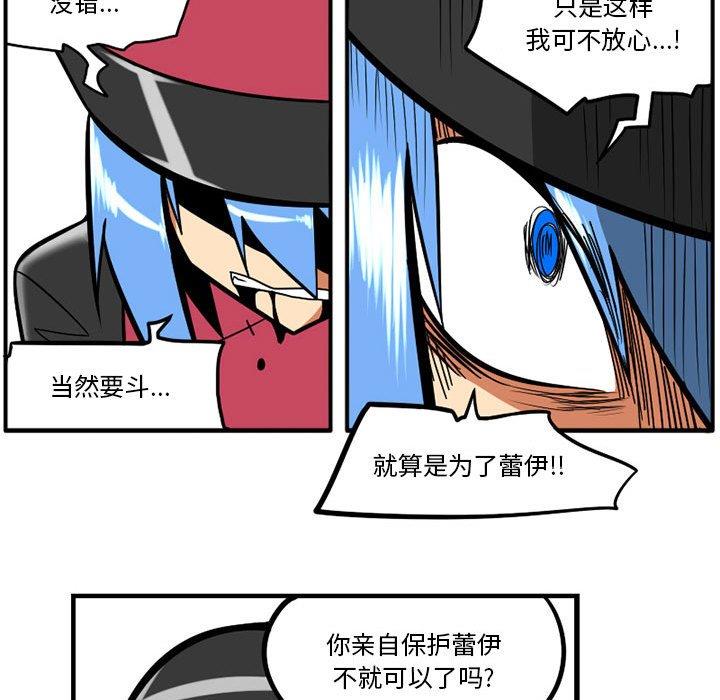 没错...
当然要斗...
只是这样
我可不放心...!
就算是为了蕾伊!!
你亲自保护蕾伊
不就可以了吗?